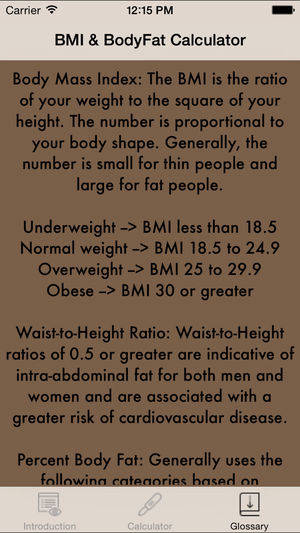 Carrier 12:15 PM
BMI & BodyFat Calculator
Body Mass Index: The BMI is the ratio
of your weight to the square of your
height. The number is proportional to
your body shape. Generally, the
number is small for thin people and
large for fat people.
Underweight --> BMI less than 18.5
Normal weight --> BMI 18.5 to 24.9
Overweight --> BMI 25 to 29.9
Obese --> BMI 30 or greater
Waist-to-Height Ratio: Waist-to-Height
ratios of 0.5 or greater are indicative of
intra-abdominal fat for both men and
women and are associated with a
greater risk of cardiovascular disease.
Percent Body Fat: Generally uses the
following categories based on
Introduction Calculator Glossary